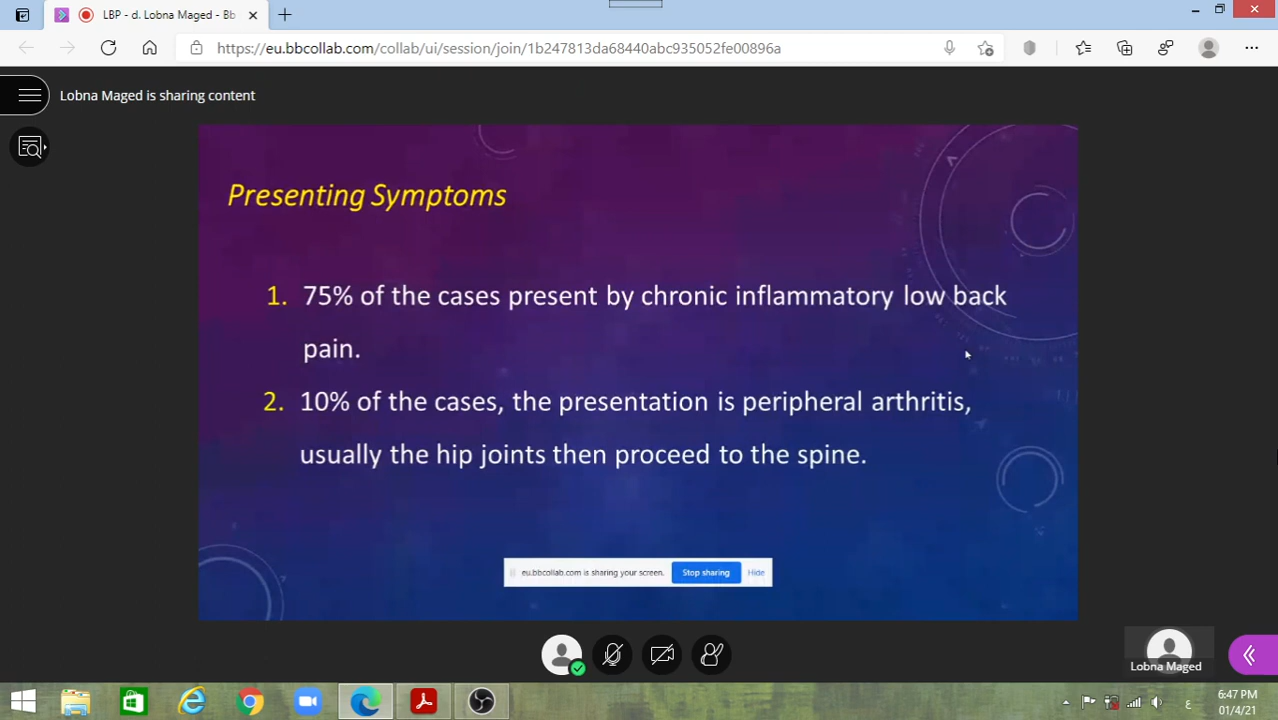 LBP - d. Lobna Maged - Bb
https://eu.bbcollab.com/collab/ui/session/join/1b247813da68440abc935052fe00896a
Lobna Maged is sharing content
Presenting Symptoms
1. 75% of the cases present by chronic inflammatory low back
pain.
2. 10% of the cases, the presentation is peripheral arthritis,
usually the hip joints then proceed to the spine.
eu.bbcollab.com is sharing your screen. Stop sharing Hide
Lobna Maged
ع
6:47 PM
01/4/21